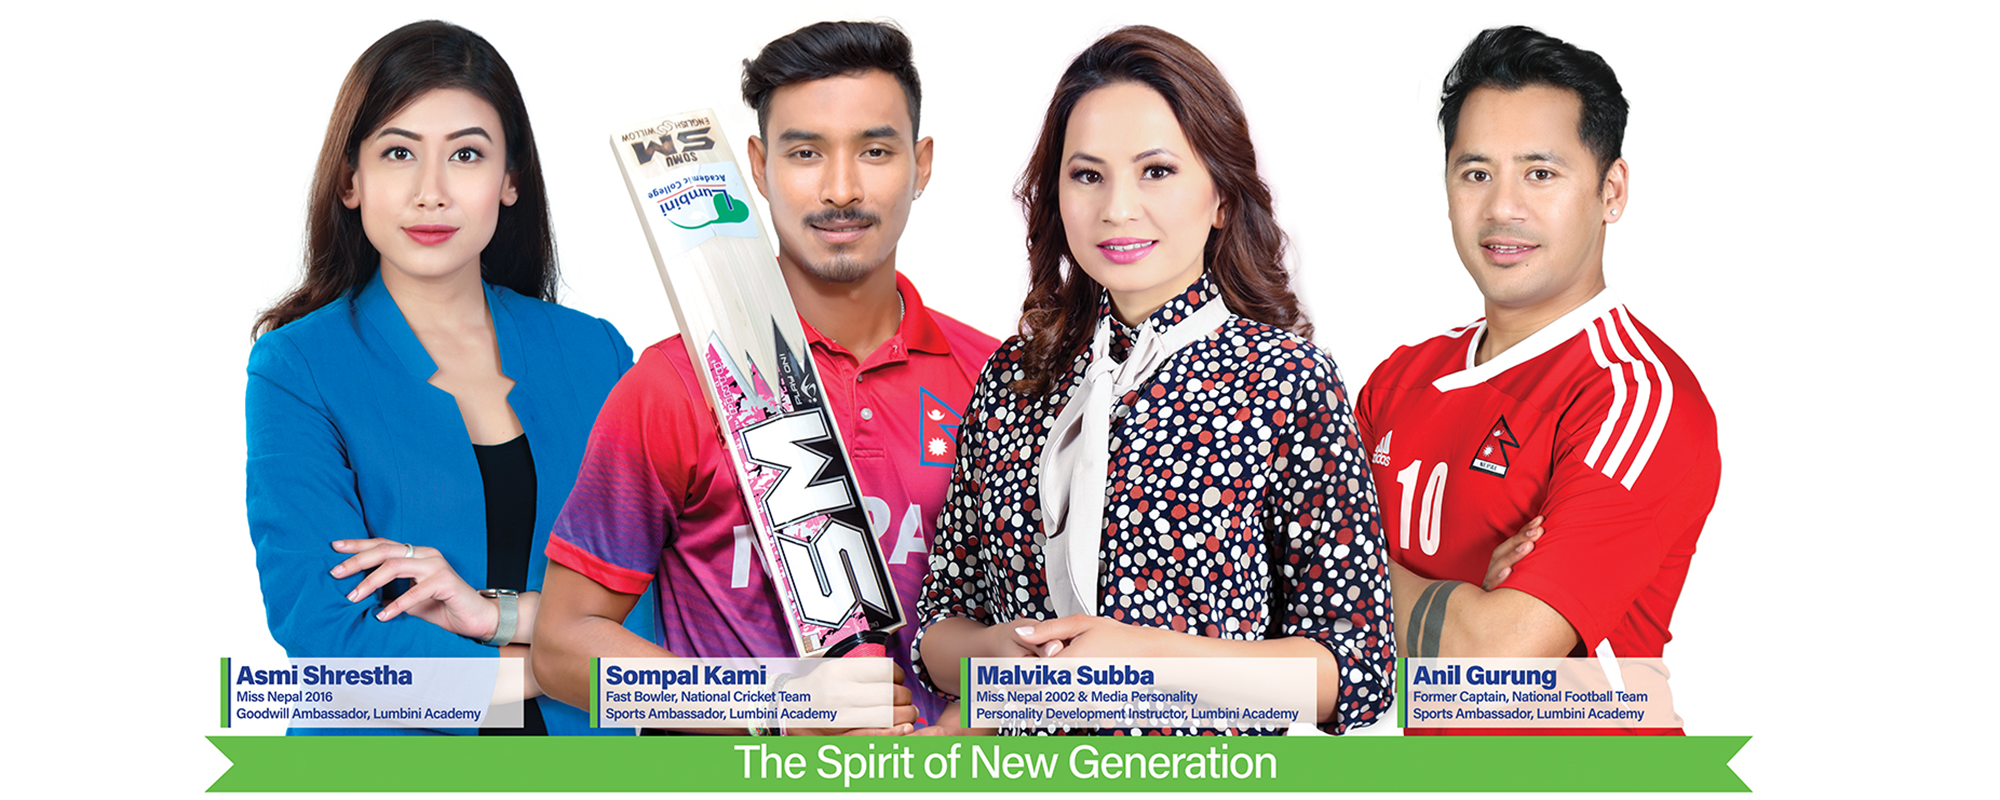 ENGLISH WILLOW
SM
SOMU
Lumbini
Academic College
PLAY ON!
SM
adidas
10
NEPAL
Asmi Shrestha
Miss Nepal 2016
Goodwill Ambassador, Lumbini Academy
Sompal Kami
Fast Bowler, National Cricket Team
Sports Ambassador, Lumbini Academy
Malvika Subba
Miss Nepal 2002 & Media Personality
Personality Development Instructor, Lumbini Academy
Anil Gurung
Former Captain, National Football Team
Sports Ambassador, Lumbini Academy
The Spirit of New Generation